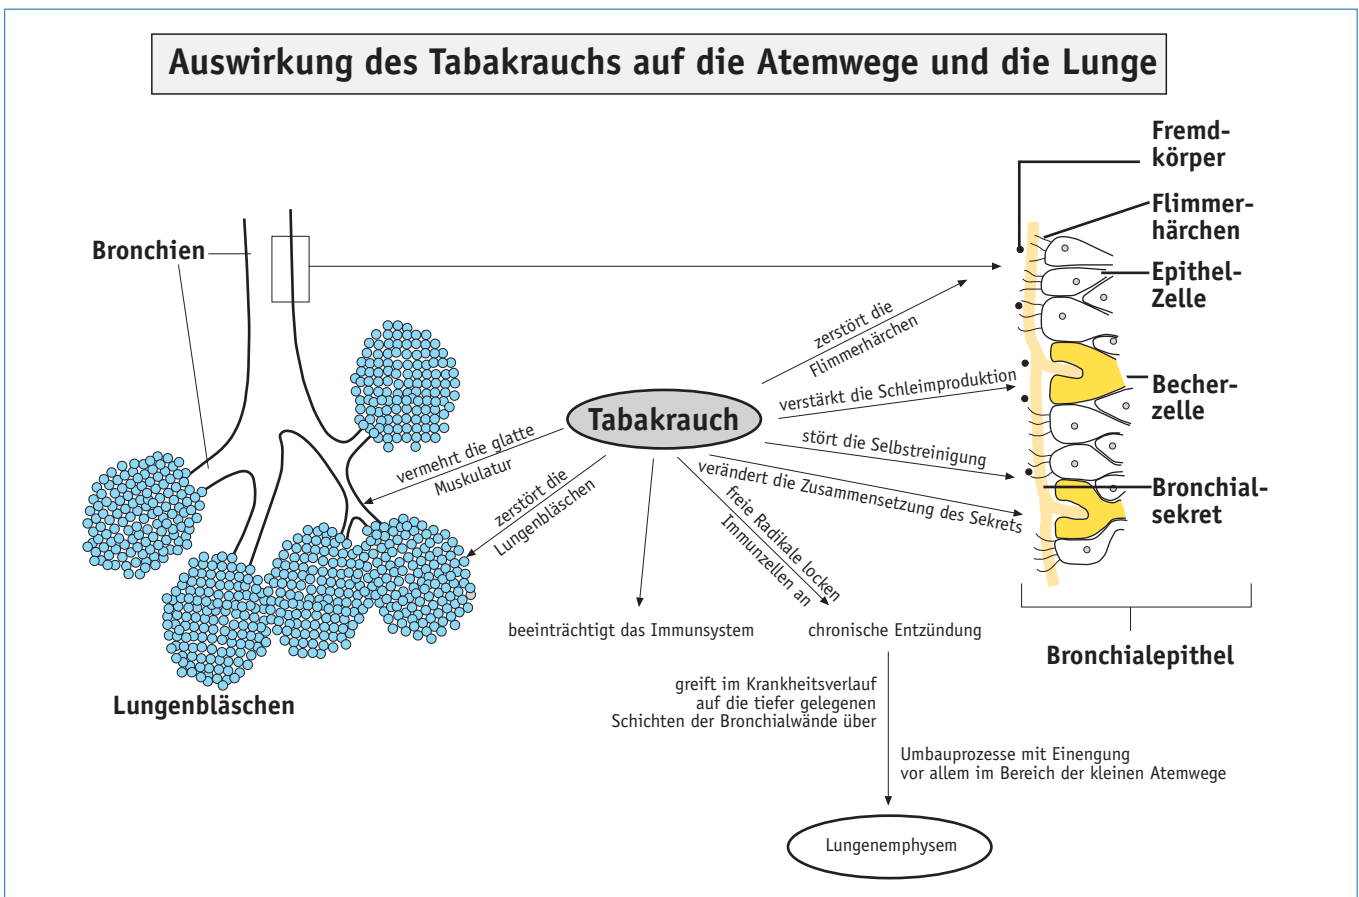 Auswirkung des Tabakrauchs auf die Atemwege und die Lunge
Fremd-
körper
Flimmer-
härchen
Bronchien
Epithel-
Zelle
zerstört die
Flimmerhärchen
verstärkt die Schleimproduktion
Becher-
zelle
Tabakrauch
vermehrt die glatte
Muskulatur
stört die Selbstreinigung
zerstört die
Lungenbläschen
verändert die Zusammensetzung des Sekrets
Bronchial-
sekret
freie Radikale locken
Immunzellen an
beeinträchtigt das Immunsystem
chronische Entzündung
Bronchialepithel
Lungenbläschen
greift im Krankheitsverlauf
auf die tiefer gelegenen
Schichten der Bronchialwände über
Umbauprozesse mit Einengung
vor allem im Bereich der kleinen Atemwege
Lungenemphysem